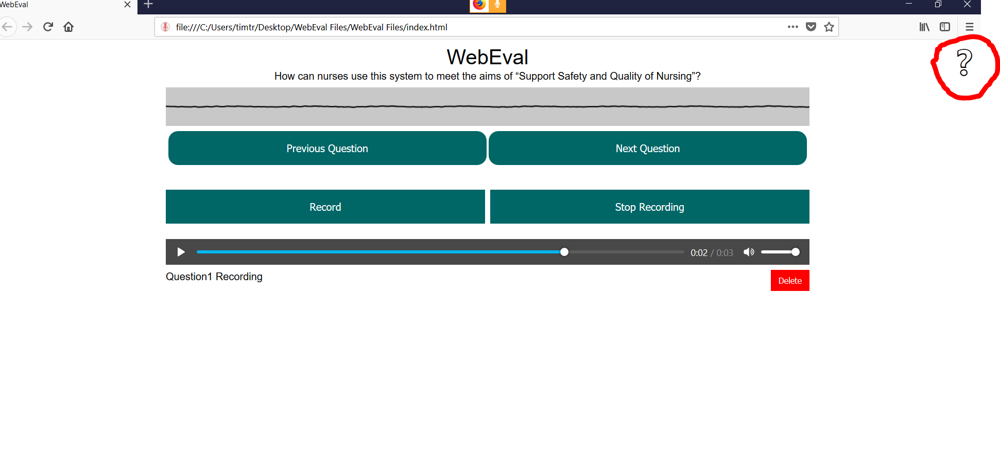 WebEval
file:///C:/Users/timtr/Desktop/WebEval Files/WebEval Files/index.html
?
WebEval
How can nurses use this system to meet the aims of “Support Safety and Quality of Nursing”?
Previous Question
Next Question
Record
Stop Recording
0:02 / 0:03
Question1 Recording
Delete